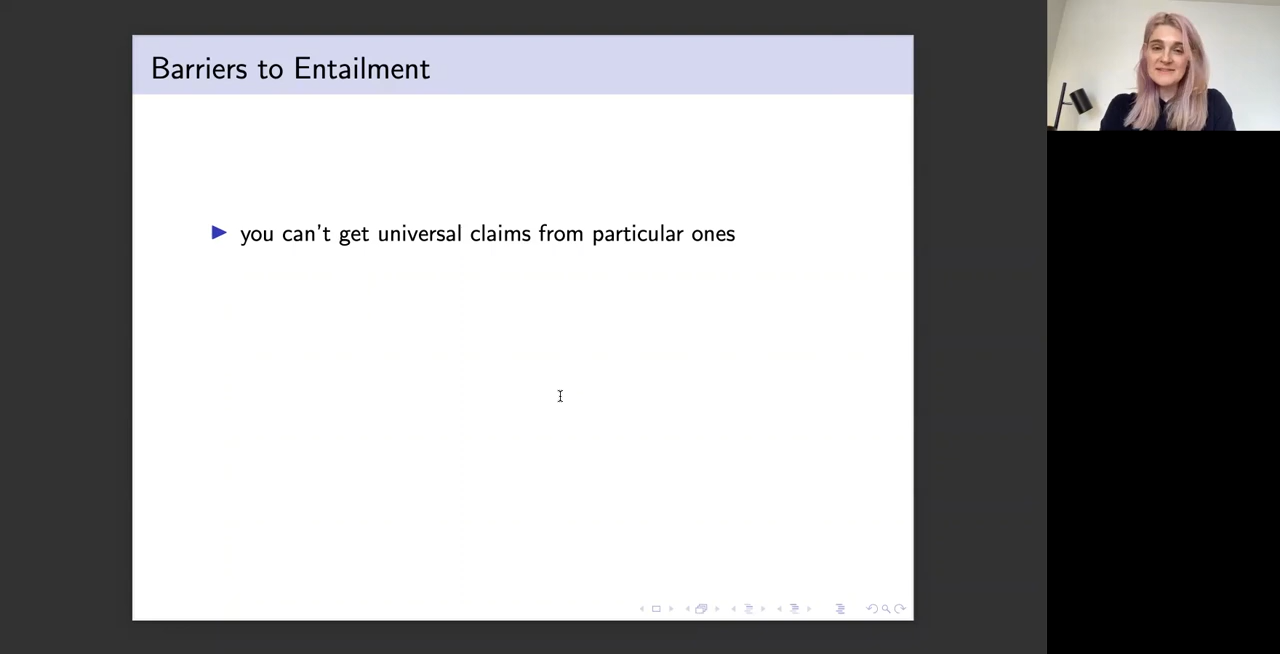 Barriers to Entailment
you can't get universal claims from particular ones